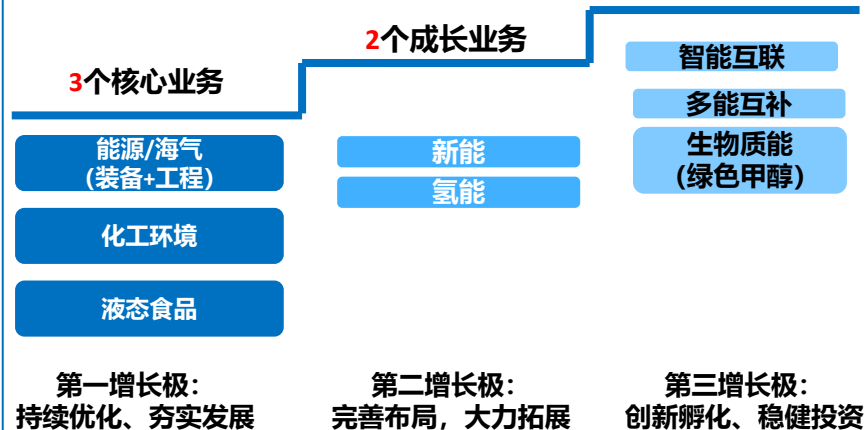 3个核心业务
能源/海气
(装备+工程)
化工环境
液态食品
第一增长极：
持续优化、夯实发展
2个成长业务
新能
氢能
第二增长极：
完善布局，大力拓展
智能互联
多能互补
生物质能
(绿色甲醇)
第三增长极：
创新孵化、稳健投资